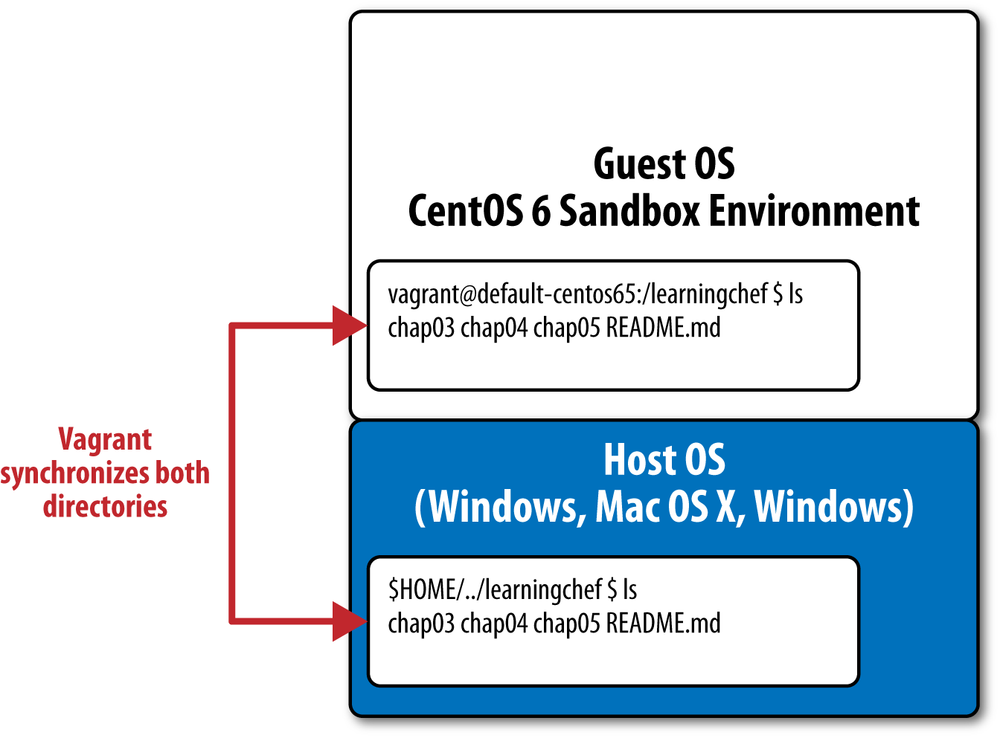 Guest OS
CentOS 6 Sandbox Environment
vagrant@default-centos65:/learningchef $ ls
chap03 chap04 chap05 README.md
Vagrant
synchronizes both
directories
Host OS
(Windows, Mac OS X, Windows)
$HOME/../learningchef $ ls
chap03 chap04 chap05 README.md